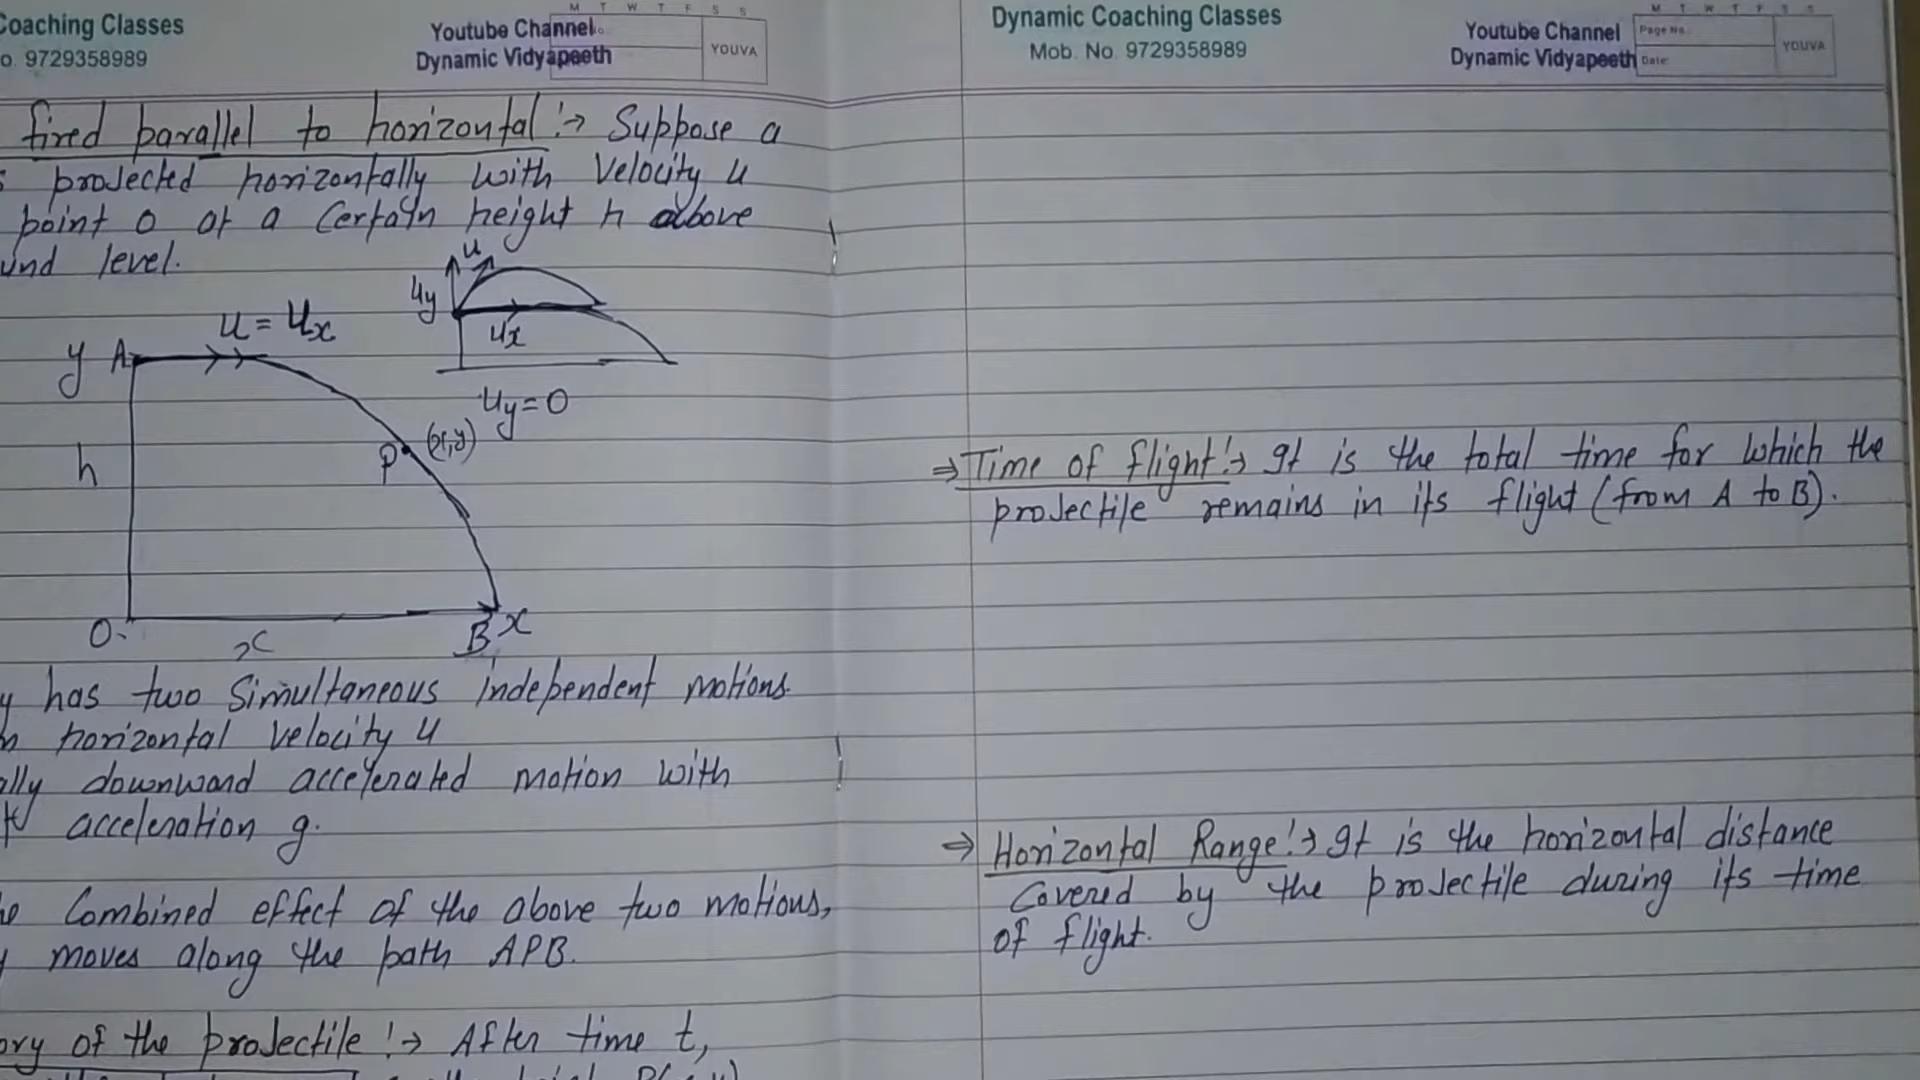 Coaching Classes
o. 9729358989
Youtube Channel
Dynamic Vidyapeeth
M T W T F S S
YOUVA
fired parallel to horizontal :→ Suppose a
s projected horizontally with Velocity u
point O at a Certain height h above
und level.
u
uy
ux
u = ux
y A
uy=0
h
P (x,y)
O
x
B x
y has two Simultaneous independent motions.
horizontal velocity u
ally downward accelerated motion with
acceleration g.
Combined effect of the above two motions,
y moves along the path APB.
ory of the projectile :→ After time t,
Dynamic Coaching Classes
Mob. No. 9729358989
Youtube Channel
Dynamic Vidyapeeth
M T W T F S S
Page No.
Date:
YOUVA
⇒ Time of flight :→ It is the total time for which the
projectile remains in its flight (from A to B).
⇒ Horizontal Range :→ It is the horizontal distance
Covered by the projectile during its time
of flight.